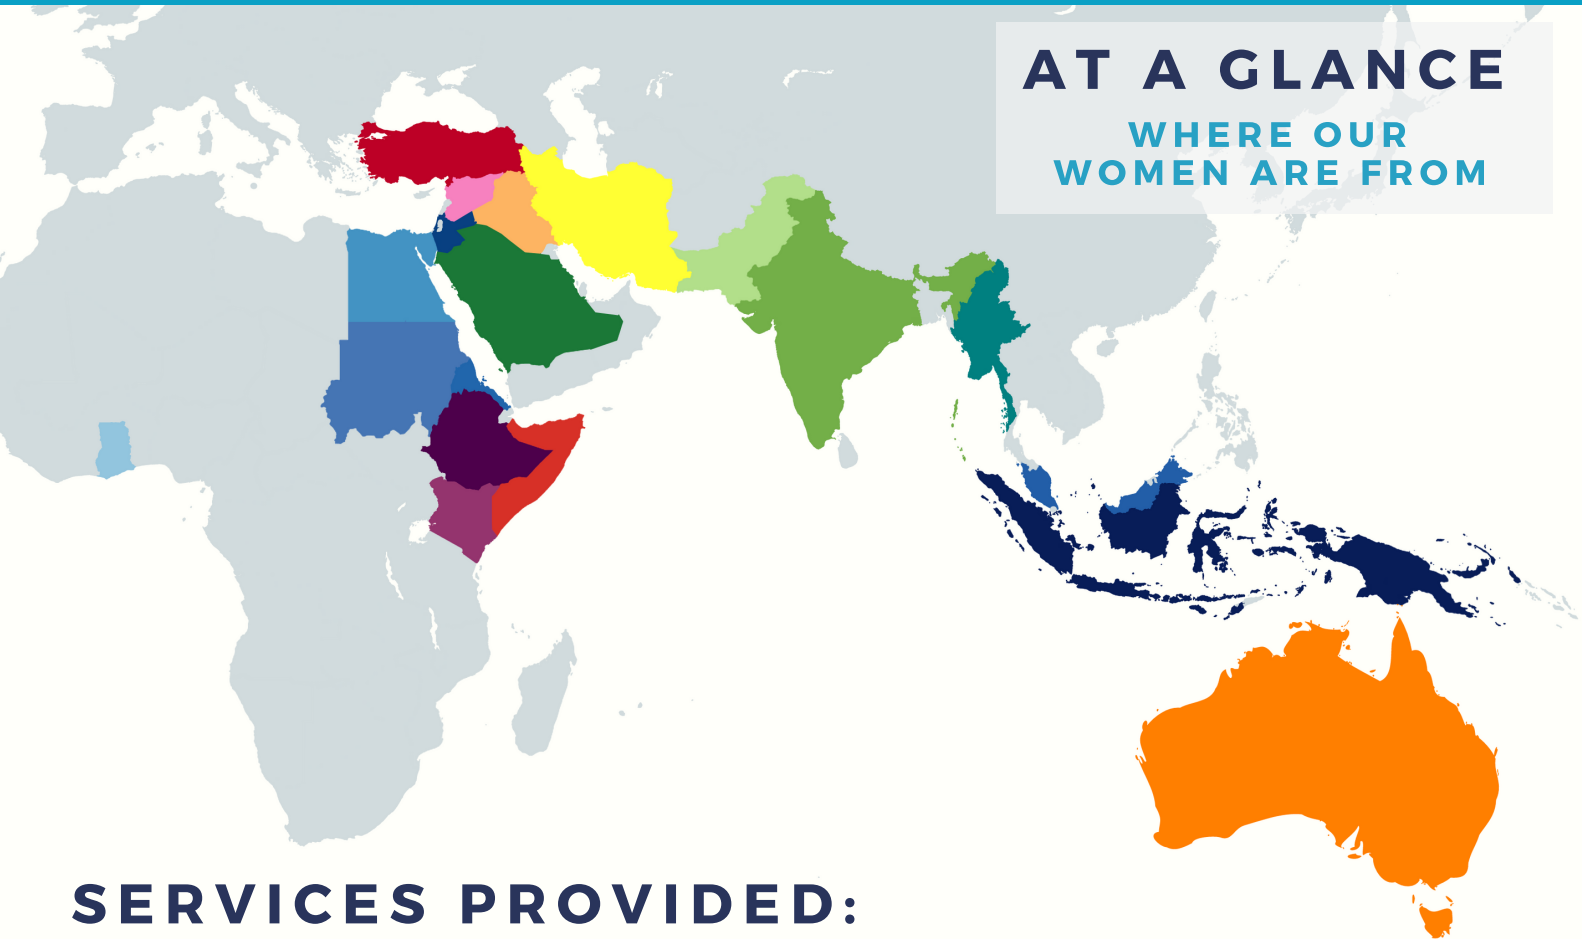 AT A GLANCE
WHERE OUR
WOMEN ARE FROM
SERVICES PROVIDED: